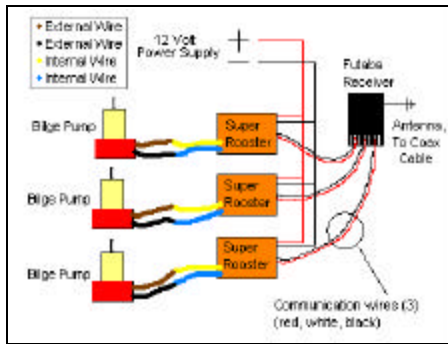 External Wire
External Wire
Internal Wire
Internal Wire
12 Volt
Power Supply
+
−
Futaba
Receiver
Antenna,
To Coax
Cable
Bilge Pump
Super
Rooster
Bilge Pump
Super
Rooster
Bilge Pump
Super
Rooster
Communication wires (3)
(red, white, black)